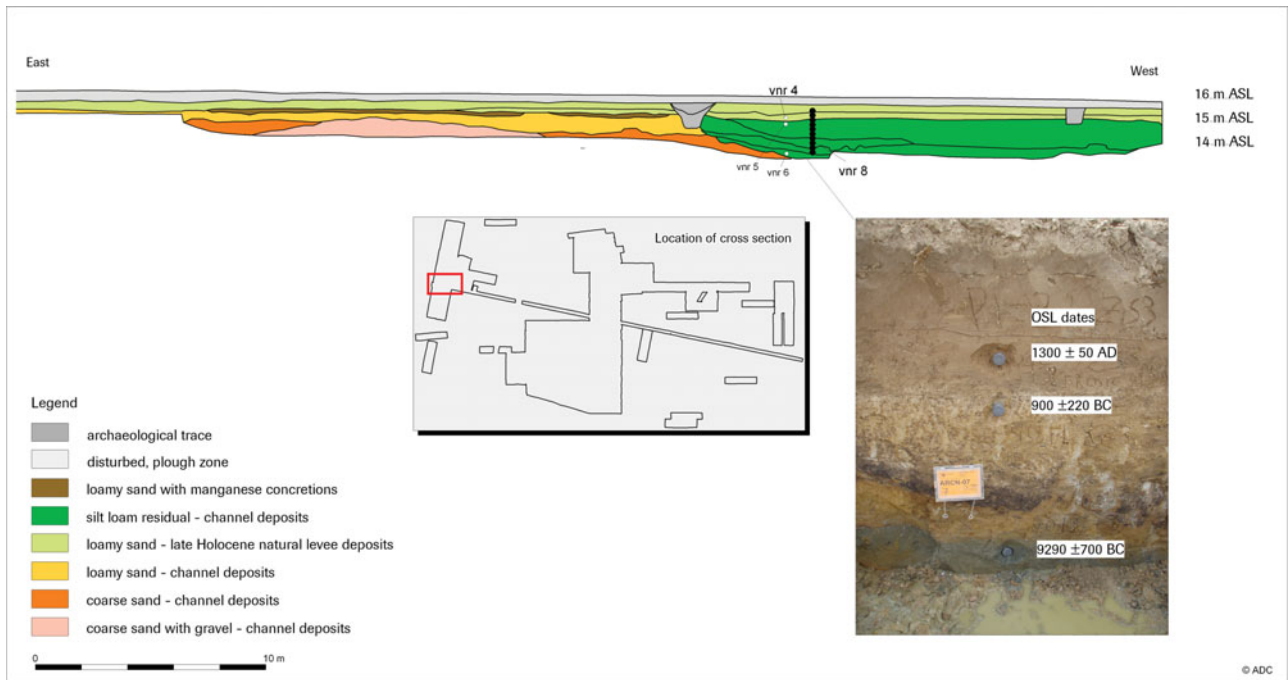 East
West
vnr 4
16 m ASL
15 m ASL
14 m ASL
vnr 5
vnr 6
vnr 8
Location of cross section
OSL dates
1300 ± 50 AD
900 ±220 BC
ARCN-07
9290 ±700 BC
Legend
archaeological trace
disturbed, plough zone
loamy sand with manganese concretions
silt loam residual - channel deposits
loamy sand - late Holocene natural levee deposits
loamy sand - channel deposits
coarse sand - channel deposits
coarse sand with gravel - channel deposits
0
10 m
© ADC